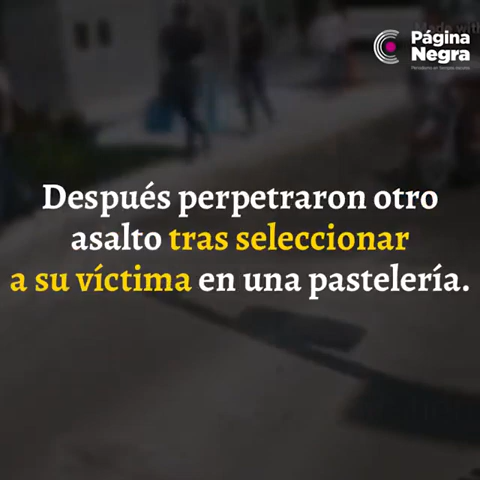 Página
Negra
Después perpetraron otro
asalto tras seleccionar
a su víctima en una pastelería.